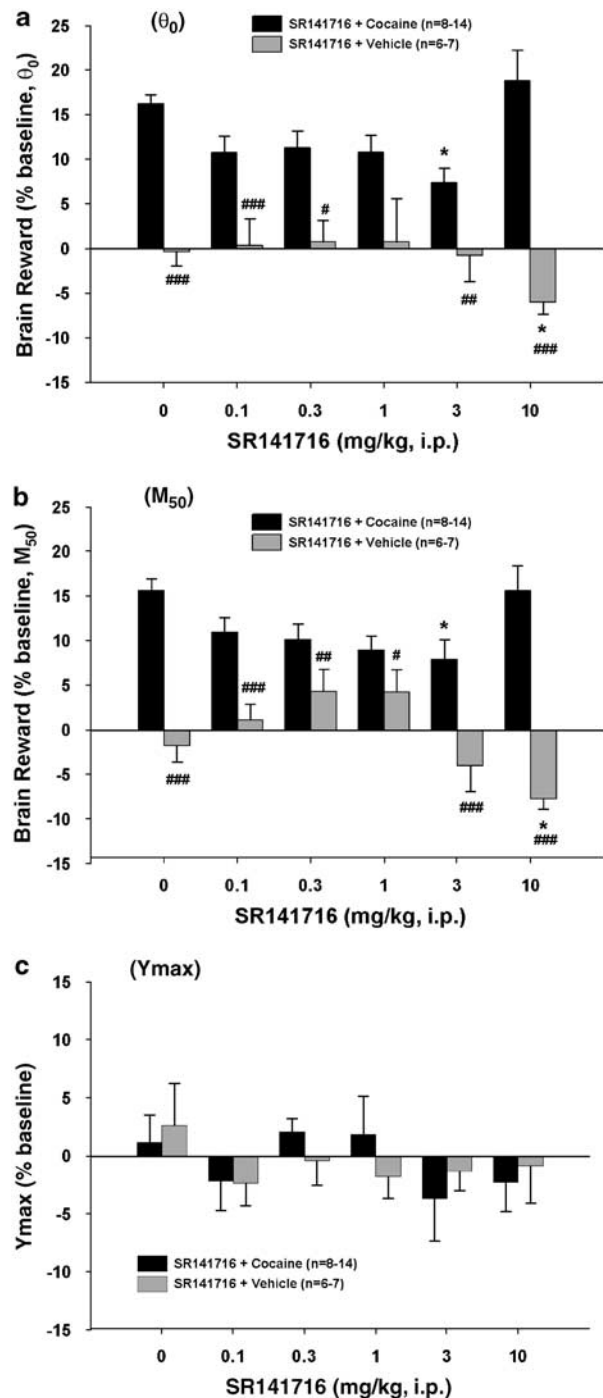 a
(θ0)
SR141716 + Cocaine (n=8-14)
SR141716 + Vehicle (n=6-7)
Brain Reward (% baseline, θ0)
25
20
15
10
5
0
-5
-10
-15
*
###
#
###
##
*
###
0 0.1 0.3 1 3 10
SR141716 (mg/kg, i.p.)
b
(M50)
SR141716 + Cocaine (n=8-14)
SR141716 + Vehicle (n=6-7)
Brain Reward (% baseline, M50)
25
20
15
10
5
0
-5
-10
-15
*
##
#
###
###
###
*
###
0 0.1 0.3 1 3 10
SR141716 (mg/kg, i.p.)
c
(Ymax)
Ymax (% baseline)
15
10
5
0
-5
-10
-15
SR141716 + Cocaine (n=8-14)
SR141716 + Vehicle (n=6-7)
0 0.1 0.3 1 3 10
SR141716 (mg/kg, i.p.)